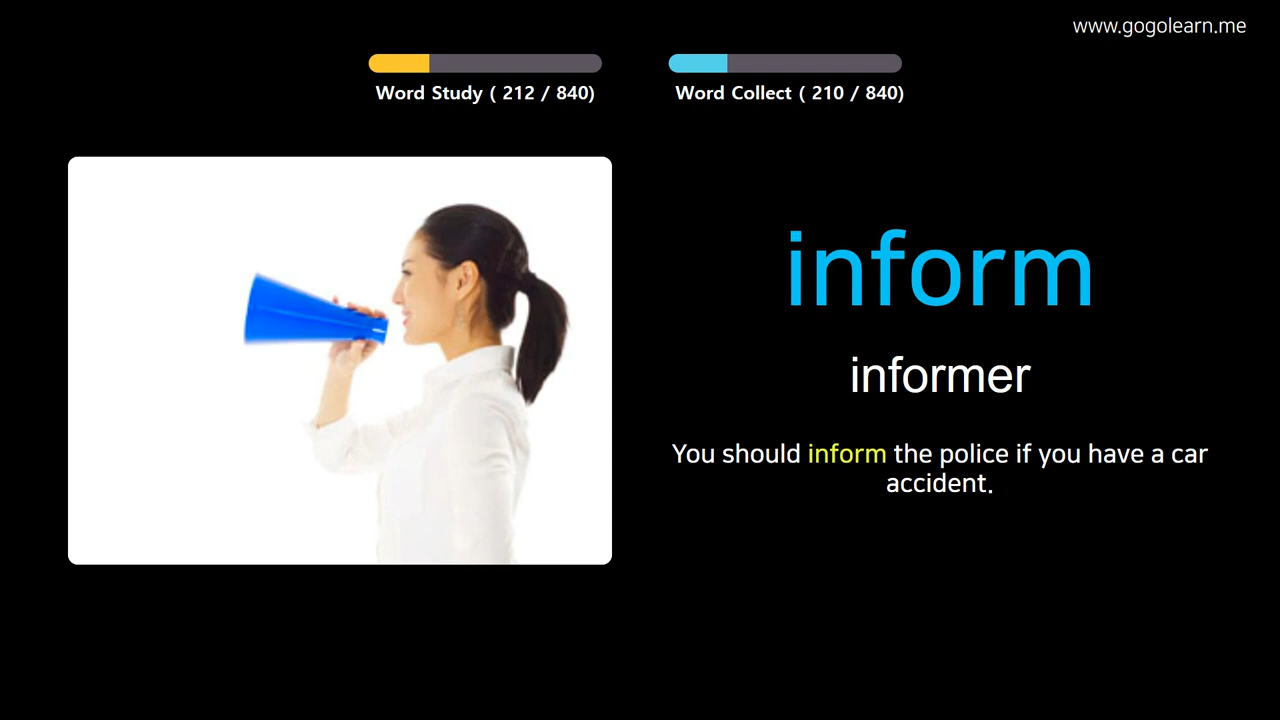 www.gogolearn.me
Word Study ( 212 / 840)
Word Collect ( 210 / 840)
inform
informer
You should inform the police if you have a car
accident.